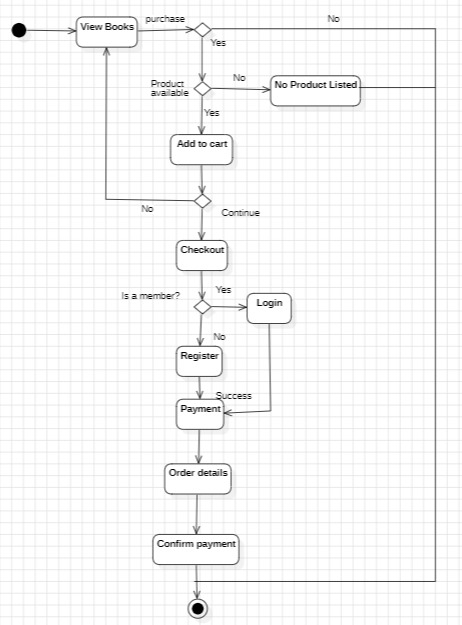 purchase
No
View Books
Yes
Product
available
No
No Product Listed
Yes
Add to cart
No
Continue
Checkout
Is a member?
Yes
Login
No
Register
Success
Payment
Order details
Confirm payment